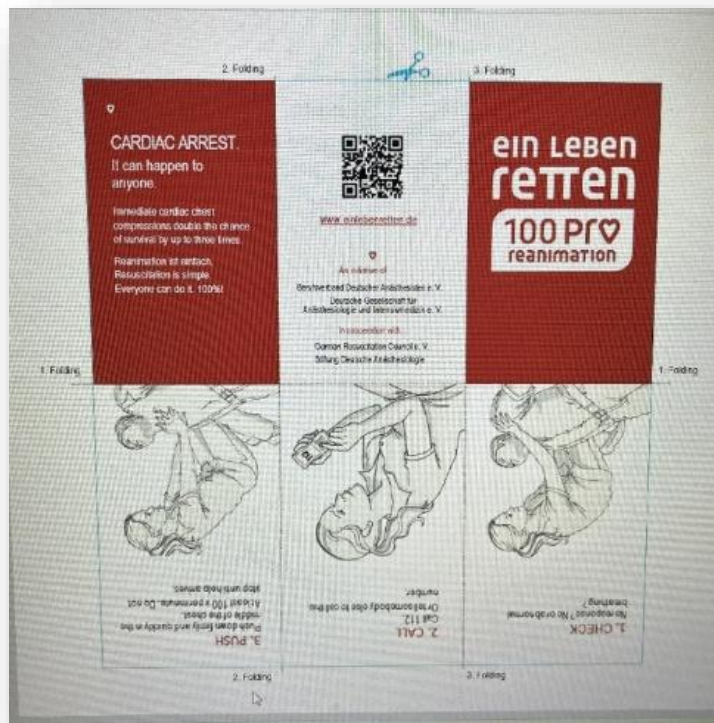 2. Folding
3. Folding
CARDIAC ARREST.
It can happen to
anyone.
Immediate cardiac chest
compressions double the chance
of survival by up to three times.
Reanimation ist einfach.
Resuscitation is simple.
Everyone can do it. 100%!
www.einlebenretten.de
An initiative of
Berufsverband Deutscher Anästhesisten e. V.
Deutsche Gesellschaft für
Anästhesiologie und Intensivmedizin e. V.
In cooperation with
German Resuscitation Council e. V.
Stiftung Deutsche Anästhesiologie
ein Leben
retten
100 Pro
reanimation
1. Folding
1. Folding
1. CHECK
No response? No or abnormal
breathing?
2. CALL
Call 112
Or tell somebody else to call this
number.
3. PUSH
Push down firmly and quickly in the
middle of the chest.
At least 100 x per minute. Do not
stop until help arrives.
2. Folding
3. Folding